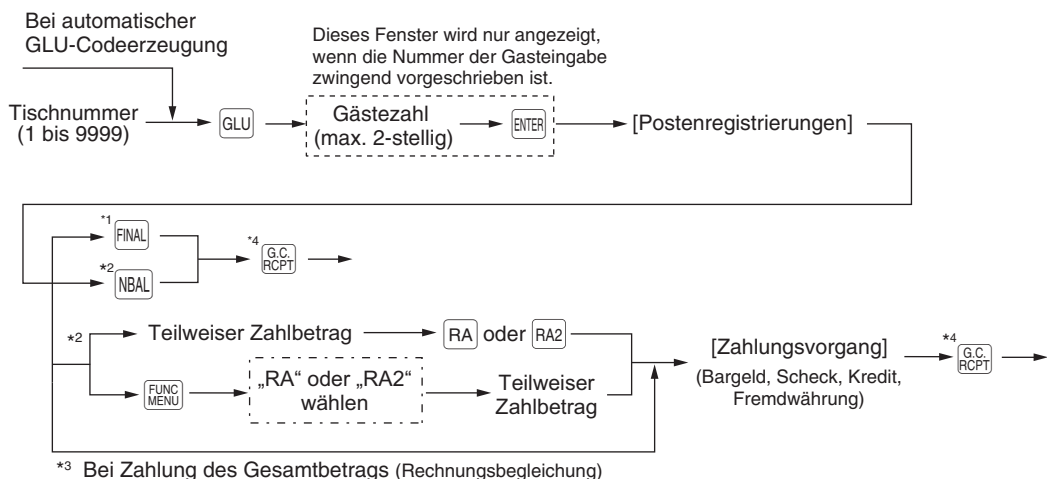 Bei automatischer
GLU-Codeerzeugung
Dieses Fenster wird nur angezeigt,
wenn die Nummer der Gasteingabe
zwingend vorgeschrieben ist.
Tischnummer
(1 bis 9999)
GLU
Gästezahl
(max. 2-stellig)
ENTER
[Postenregistrierungen]
*1 FINAL
*2 NBAL
*4 G.C.
RCPT
*2 Teilweiser Zahlbetrag
RA oder RA2
FUNC
MENU
„RA“ oder „RA2“
wählen
Teilweiser
Zahlbetrag
[Zahlungsvorgang]
(Bargeld, Scheck, Kredit,
Fremdwährung)
*4 G.C.
RCPT
*3 Bei Zahlung des Gesamtbetrags (Rechnungsbegleichung)